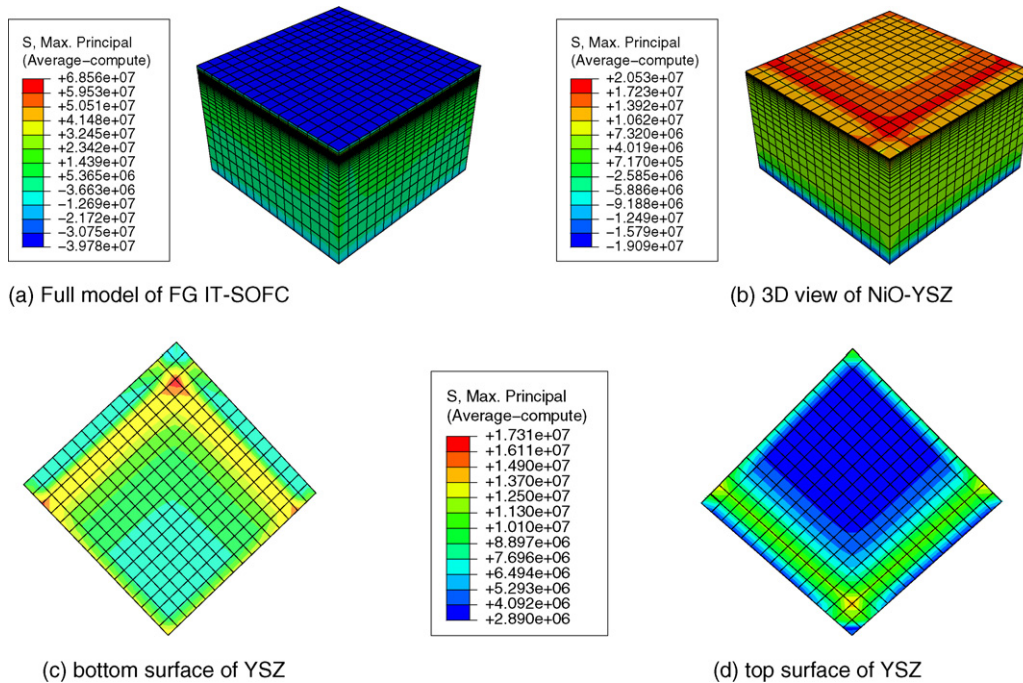 S, Max. Principal
(Average-compute)
+6.856e+07
+5.953e+07
+5.051e+07
+4.148e+07
+3.245e+07
+2.342e+07
+1.439e+07
+5.365e+06
−3.663e+06
−1.269e+07
−2.172e+07
−3.075e+07
−3.978e+07
(a) Full model of FG IT-SOFC
S, Max. Principal
(Average-compute)
+2.053e+07
+1.723e+07
+1.392e+07
+1.062e+07
+7.320e+06
+4.019e+06
+7.170e+05
−2.585e+06
−5.886e+06
−9.188e+06
−1.249e+07
−1.579e+07
−1.909e+07
(b) 3D view of NiO-YSZ
(c) bottom surface of YSZ
S, Max. Principal
(Average-compute)
+1.731e+07
+1.611e+07
+1.490e+07
+1.370e+07
+1.250e+07
+1.130e+07
+1.010e+07
+8.897e+06
+7.696e+06
+6.494e+06
+5.293e+06
+4.092e+06
+2.890e+06
(d) top surface of YSZ